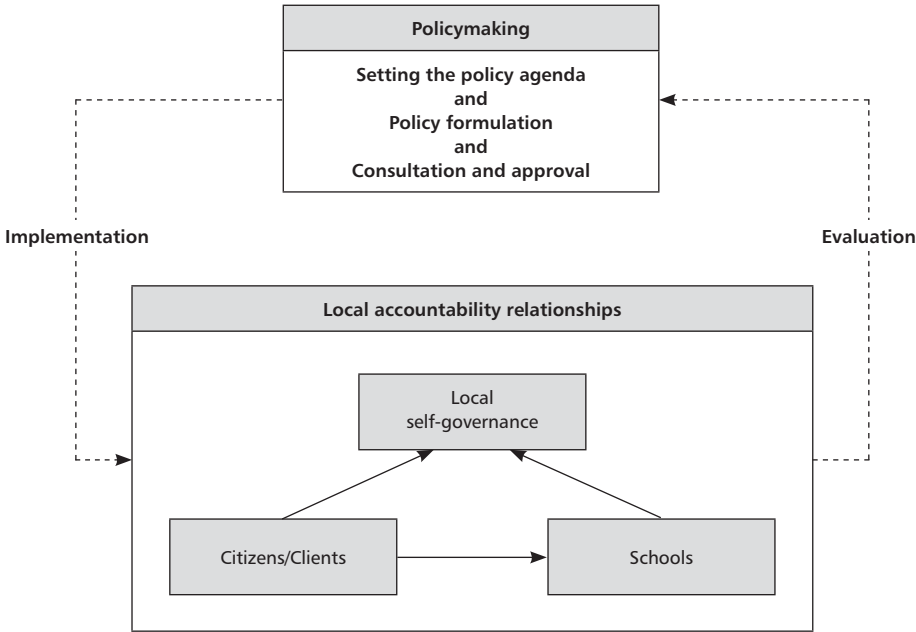 Policymaking
Setting the policy agenda
and
Policy formulation
and
Consultation and approval
Implementation
Evaluation
Local accountability relationships
Local
self-governance
Citizens/Clients
Schools